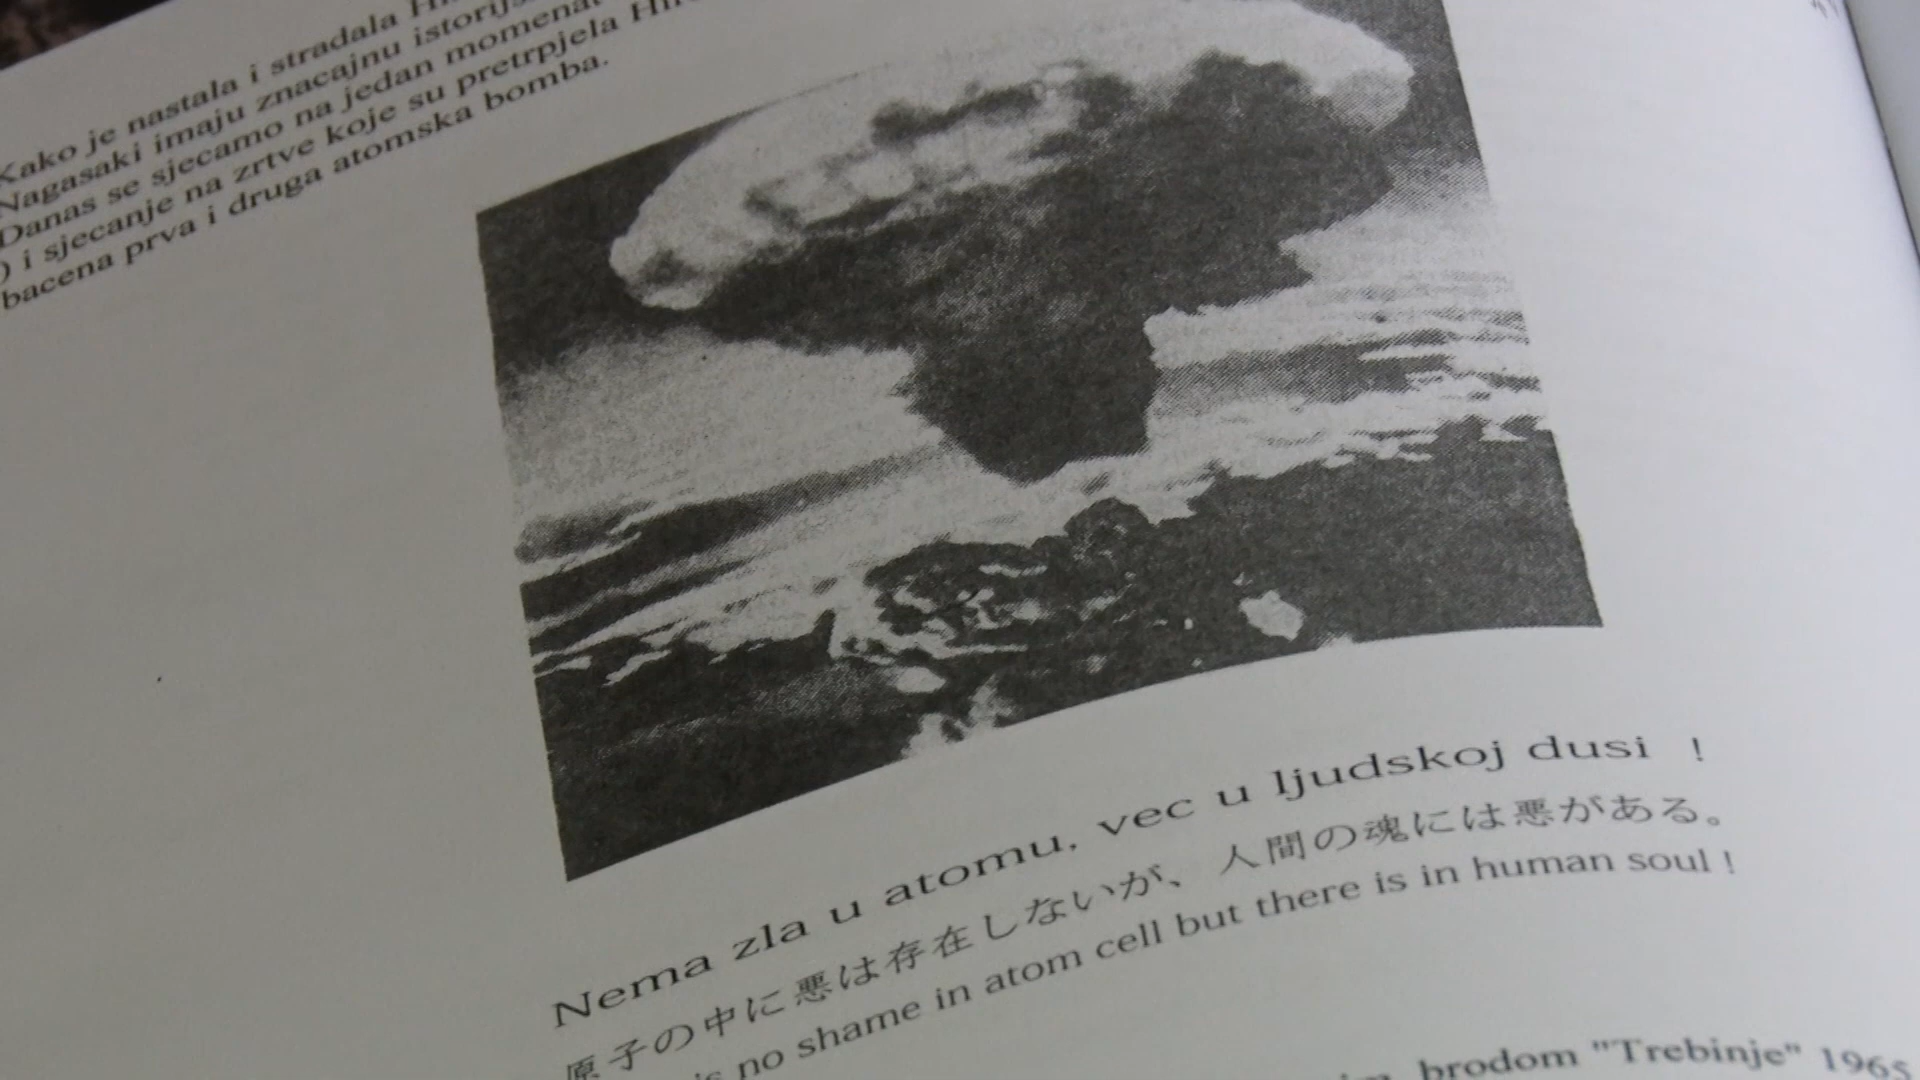 Kako je nastala i stradala
Nagasaki imaju znacajnu
Danas se sjecamo na jedan momenat
) i sjecanje na zrtve koje su pretrpjela
bacena prva i druga atomska bomba.
Nema zla u atomu, vec u ljudskoj dusi !
原子の中に悪は存在しないが、人間の魂には悪がある。
is no shame in atom cell but there is in human soul !
brodom "Trebinje" 1965